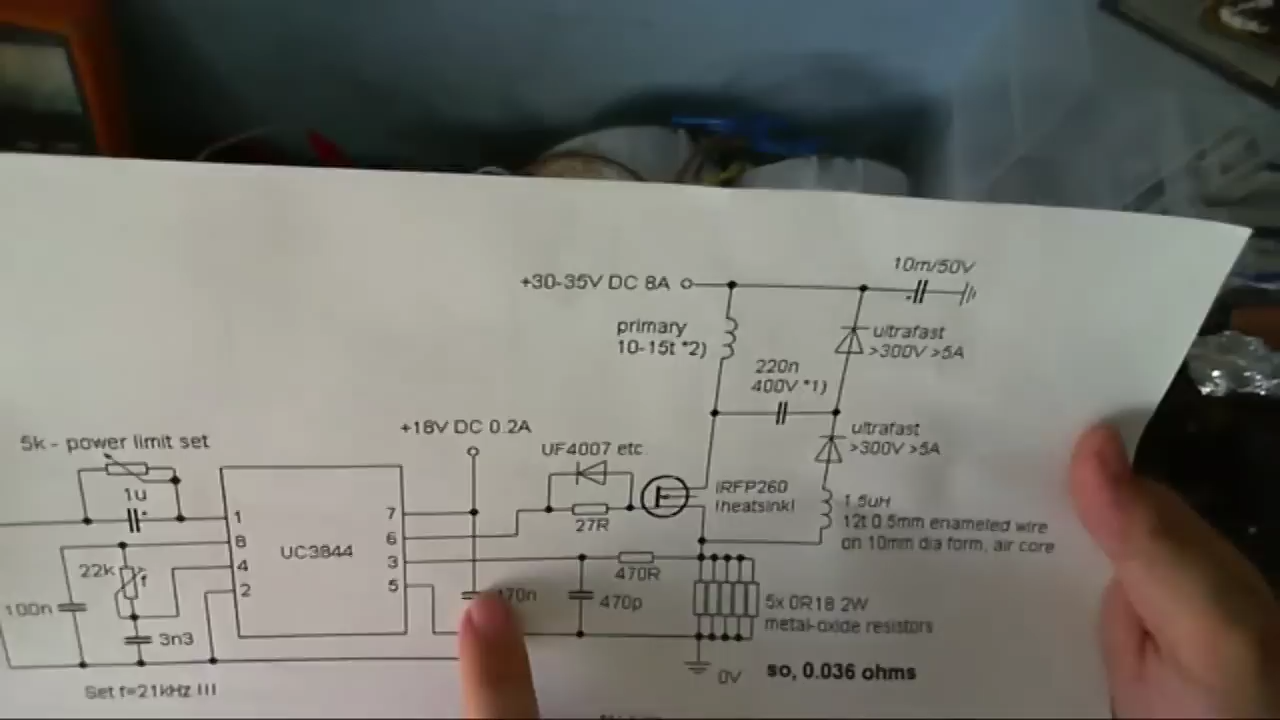 10m/50V
+30-35V DC 8A
primary
10-15t *2)
ultrafast
>300V >5A
220n
400V *1)
+18V DC 0.2A
5k - power limit set
UF4007 etc.
ultrafast
>300V >5A
1u
27R
IRFP260
(heatsink)
1.5uH
12t 0.5mm enameled wire
on 10mm dia form, air core
1
8
4
2
UC3844
7
6
3
5
22k
100n
3n3
470R
470p
5x 0R18 2W
metal-oxide resistors
0V
so, 0.036 ohms
Set f=21kHz !!!